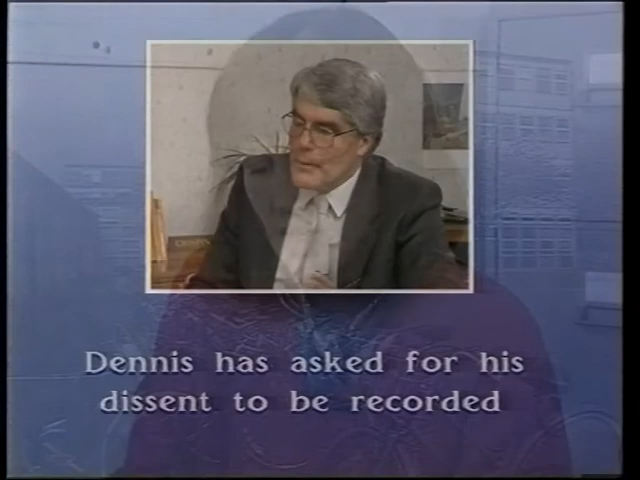 Dennis has asked for his
dissent to be recorded